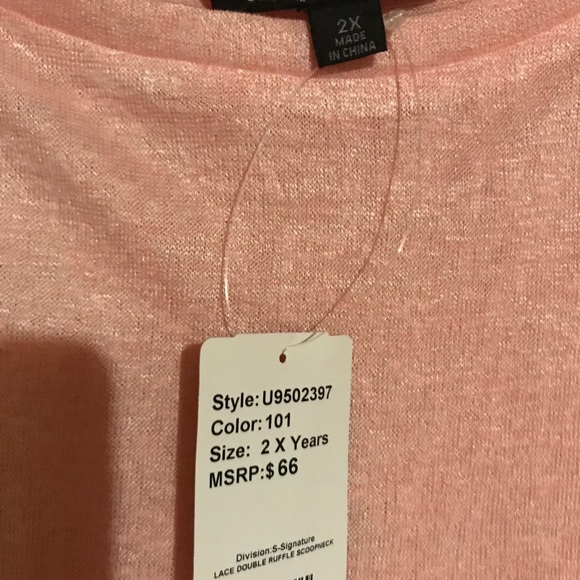 2X
MADE
IN CHINA
Style:U9502397
Color:101
Size: 2 X Years
MSRP:$ 66
Division:S-Signature
LACE DOUBLE RUFFLE SCOOPNECK